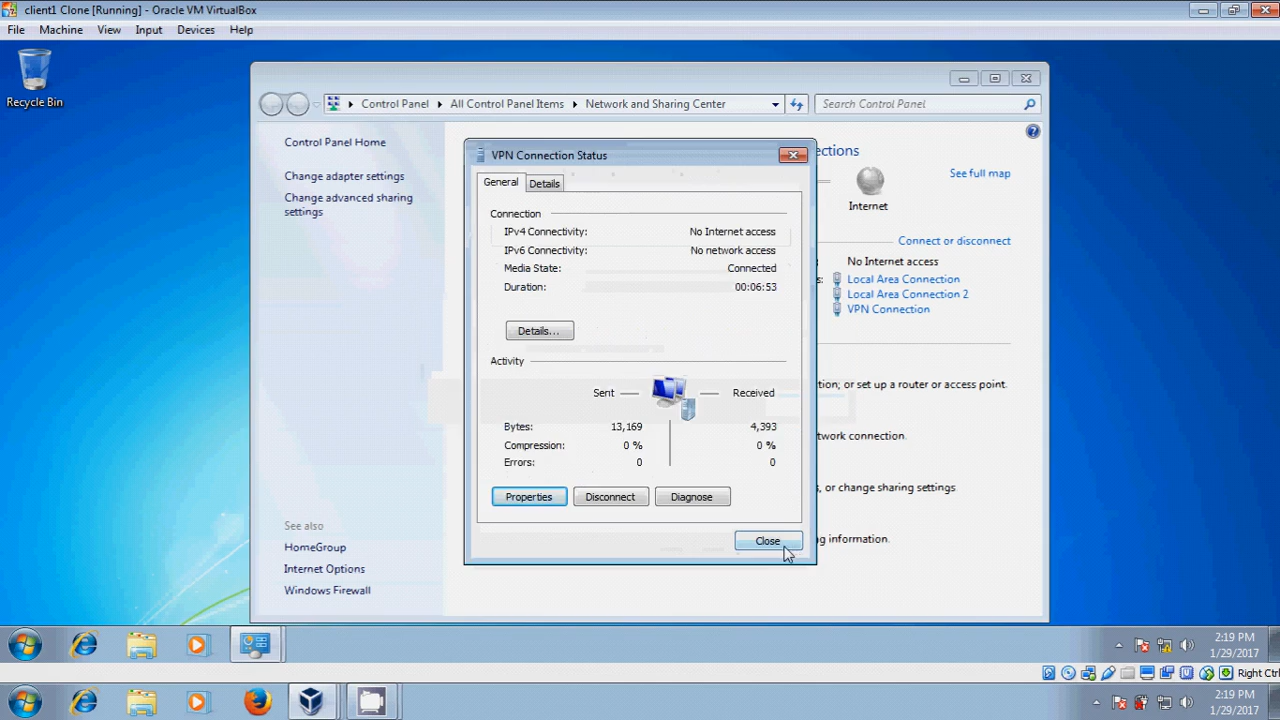 client1 Clone [Running] - Oracle VM VirtualBox
File Machine View Input Devices Help
Recycle Bin
Control Panel All Control Panel Items Network and Sharing Center
Search Control Panel
Control Panel Home
Change adapter settings
Change advanced sharing
settings
See also
HomeGroup
Internet Options
Windows Firewall
VPN Connection Status
General Details
Connection
IPv4 Connectivity: No Internet access
IPv6 Connectivity: No network access
Media State: Connected
Duration: 00:06:53
Details...
Activity
Sent Received
Bytes: 13,169 4,393
Compression: 0 % 0 %
Errors: 0 0
Properties Disconnect Diagnose
Close
ections
See full map
Internet
Connect or disconnect
No Internet access
s: Local Area Connection
Local Area Connection 2
VPN Connection
tion; or set up a router or access point.
twork connection.
s, or change sharing settings
ng information.
2:19 PM
1/29/2017
Right Ctrl
2:19 PM
1/29/2017